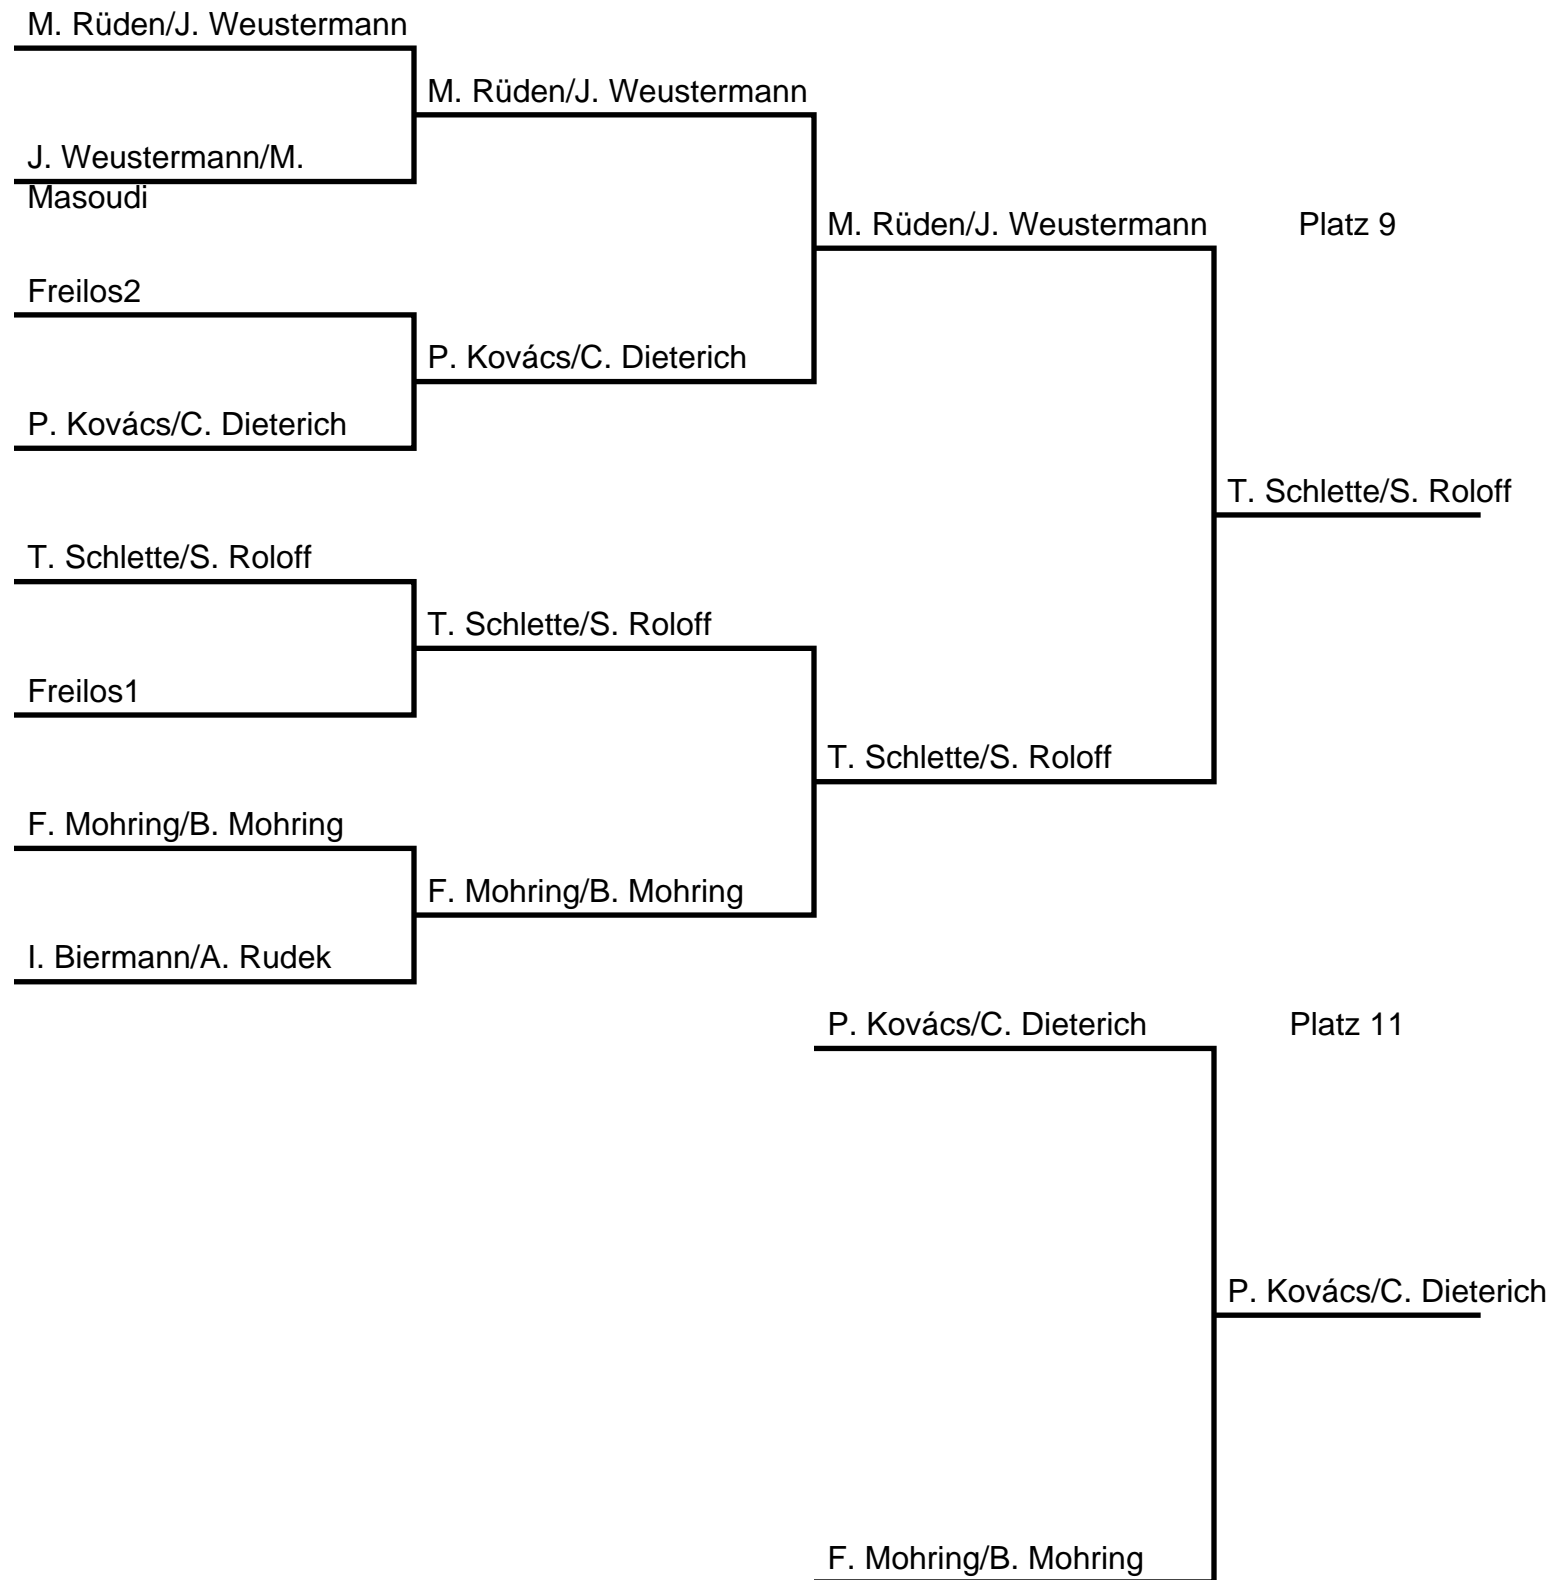 M. Rüden/J. Weustermann
M. Rüden/J. Weustermann
J. Weustermann/M.
Masoudi
M. Rüden/J. Weustermann
Platz 9
Freilos2
P. Kovács/C. Dieterich
P. Kovács/C. Dieterich
T. Schlette/S. Roloff
T. Schlette/S. Roloff
T. Schlette/S. Roloff
Freilos1
T. Schlette/S. Roloff
F. Mohring/B. Mohring
F. Mohring/B. Mohring
I. Biermann/A. Rudek
P. Kovács/C. Dieterich
Platz 11
P. Kovács/C. Dieterich
F. Mohring/B. Mohring